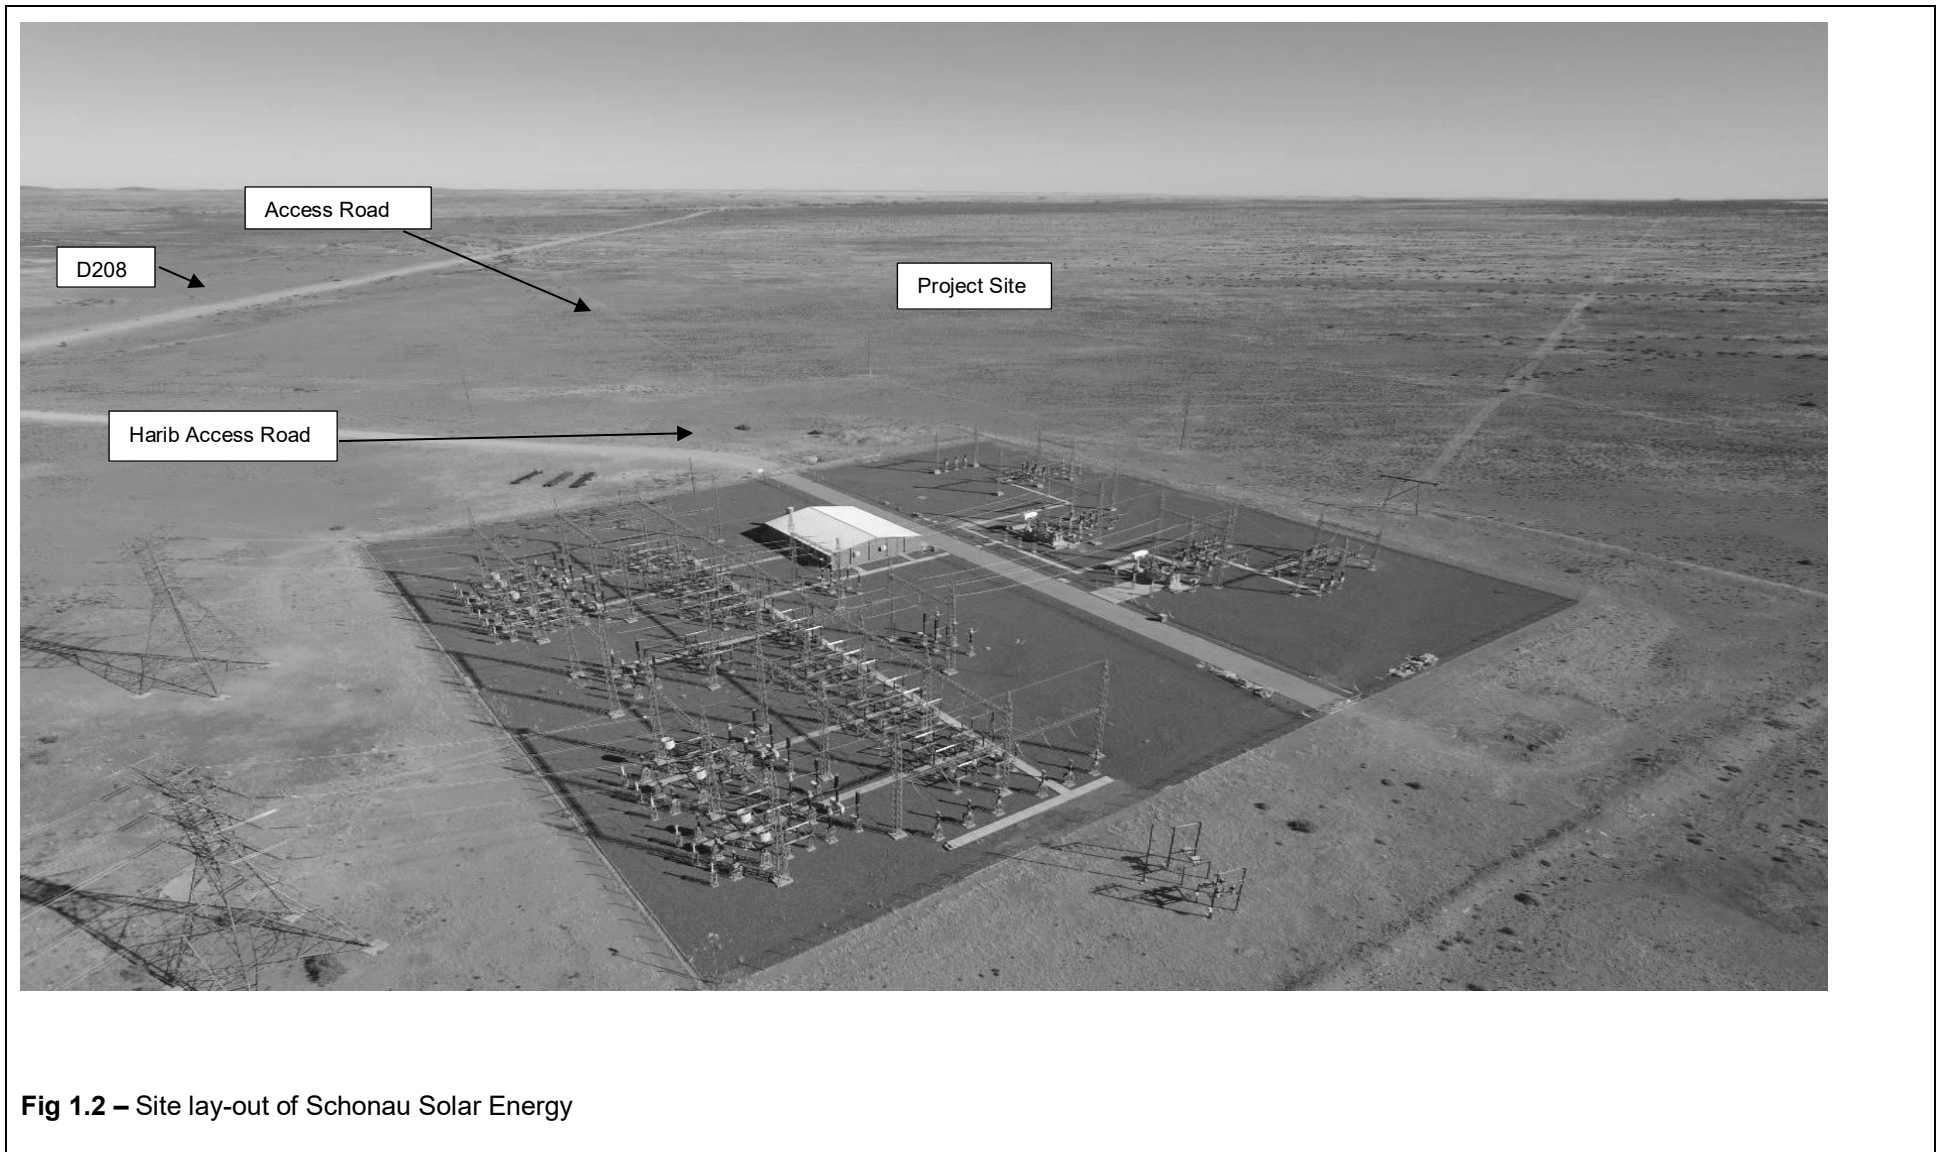 Access Road
D208
Project Site
Harib Access Road
Fig 1.2 – Site lay-out of Schonau Solar Energy